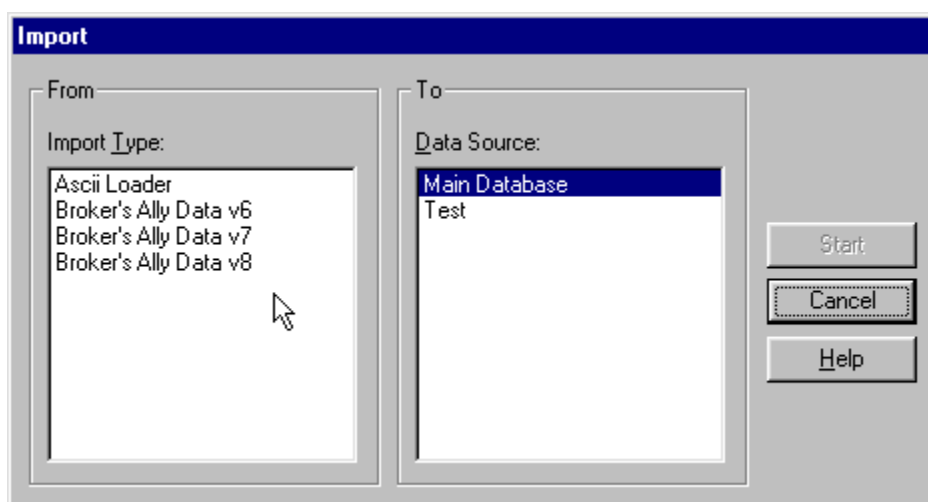 Import
From
Import Type:
Ascii Loader
Broker's Ally Data v6
Broker's Ally Data v7
Broker's Ally Data v8
To
Data Source:
Main Database
Test
Start
Cancel
Help